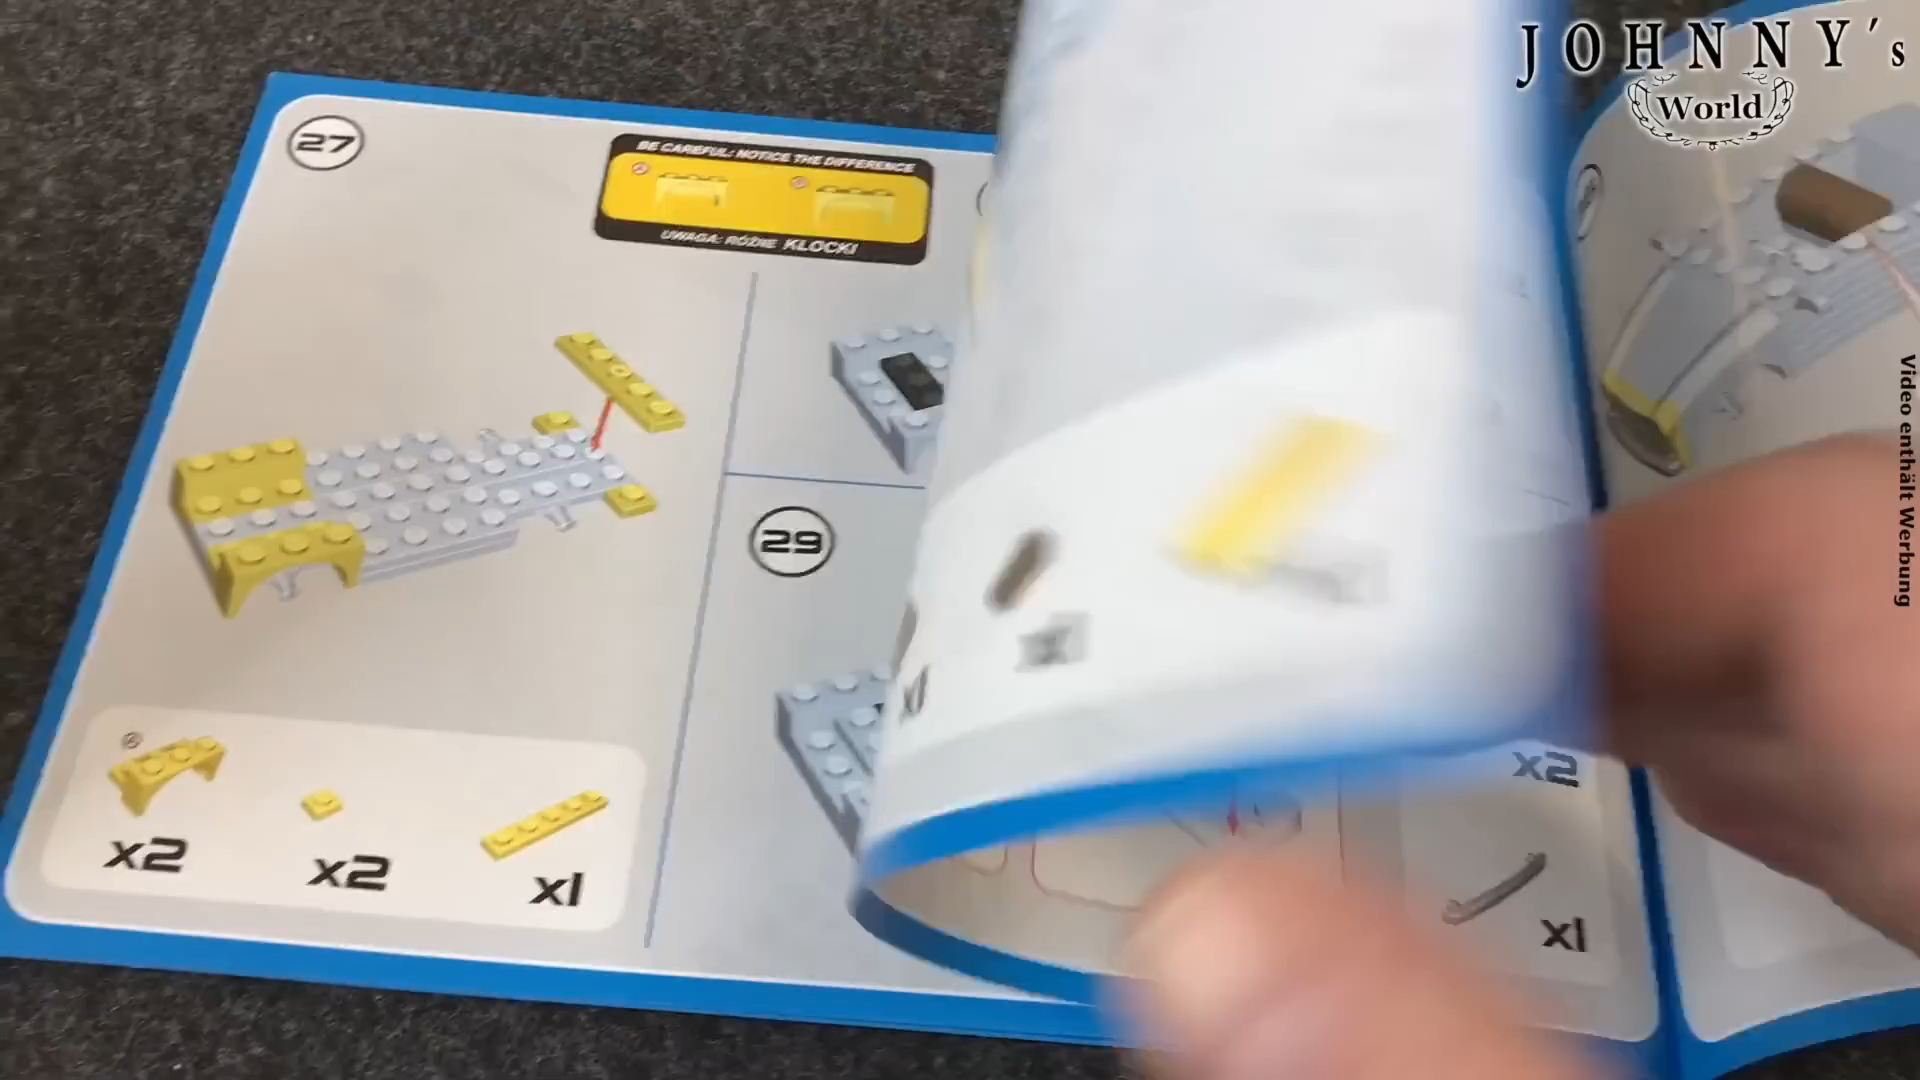 JOHNNY's
World
27
BE CAREFUL: NOTICE THE DIFFERENCE
UWAGA: RÓŻNE KLOCKI
29
x2
x2
x1
x2
x1
Video enthält Werbung